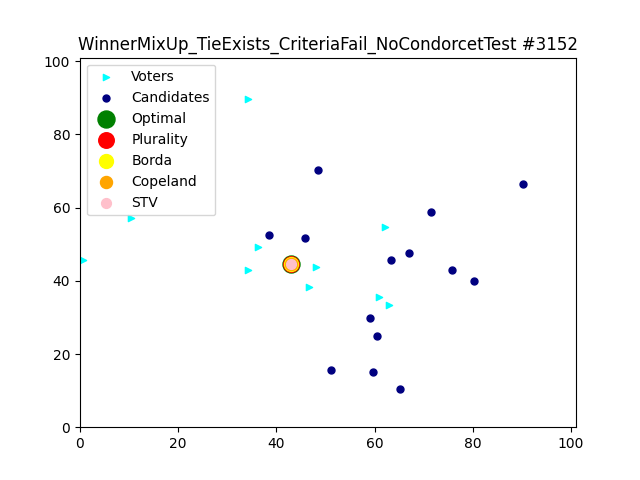 WinnerMixUp_TieExists_CriteriaFail_NoCondorcetTest #3152
Voters
Candidates
Optimal
Plurality
Borda
Copeland
STV
100
80
60
40
20
0
0 20 40 60 80 100